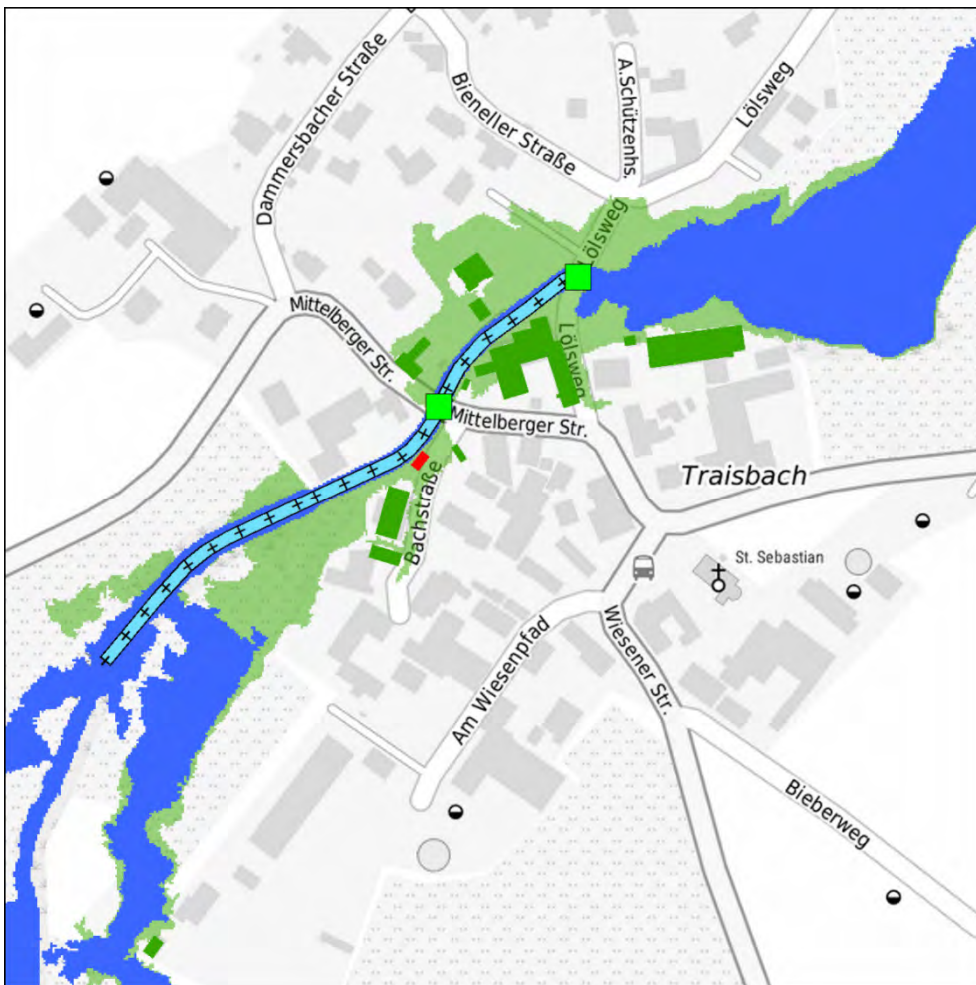 Dammersbacher Straße
Bieneller Straße
A.Schützenhs.
Lölsweg
Lölsweg
Mittelberger Str.
Lölsweg
Mittelberger Str.
Traisbach
Bachstraße
St. Sebastian
Am Wiesenpfad
Wiesener Str.
Bieberweg